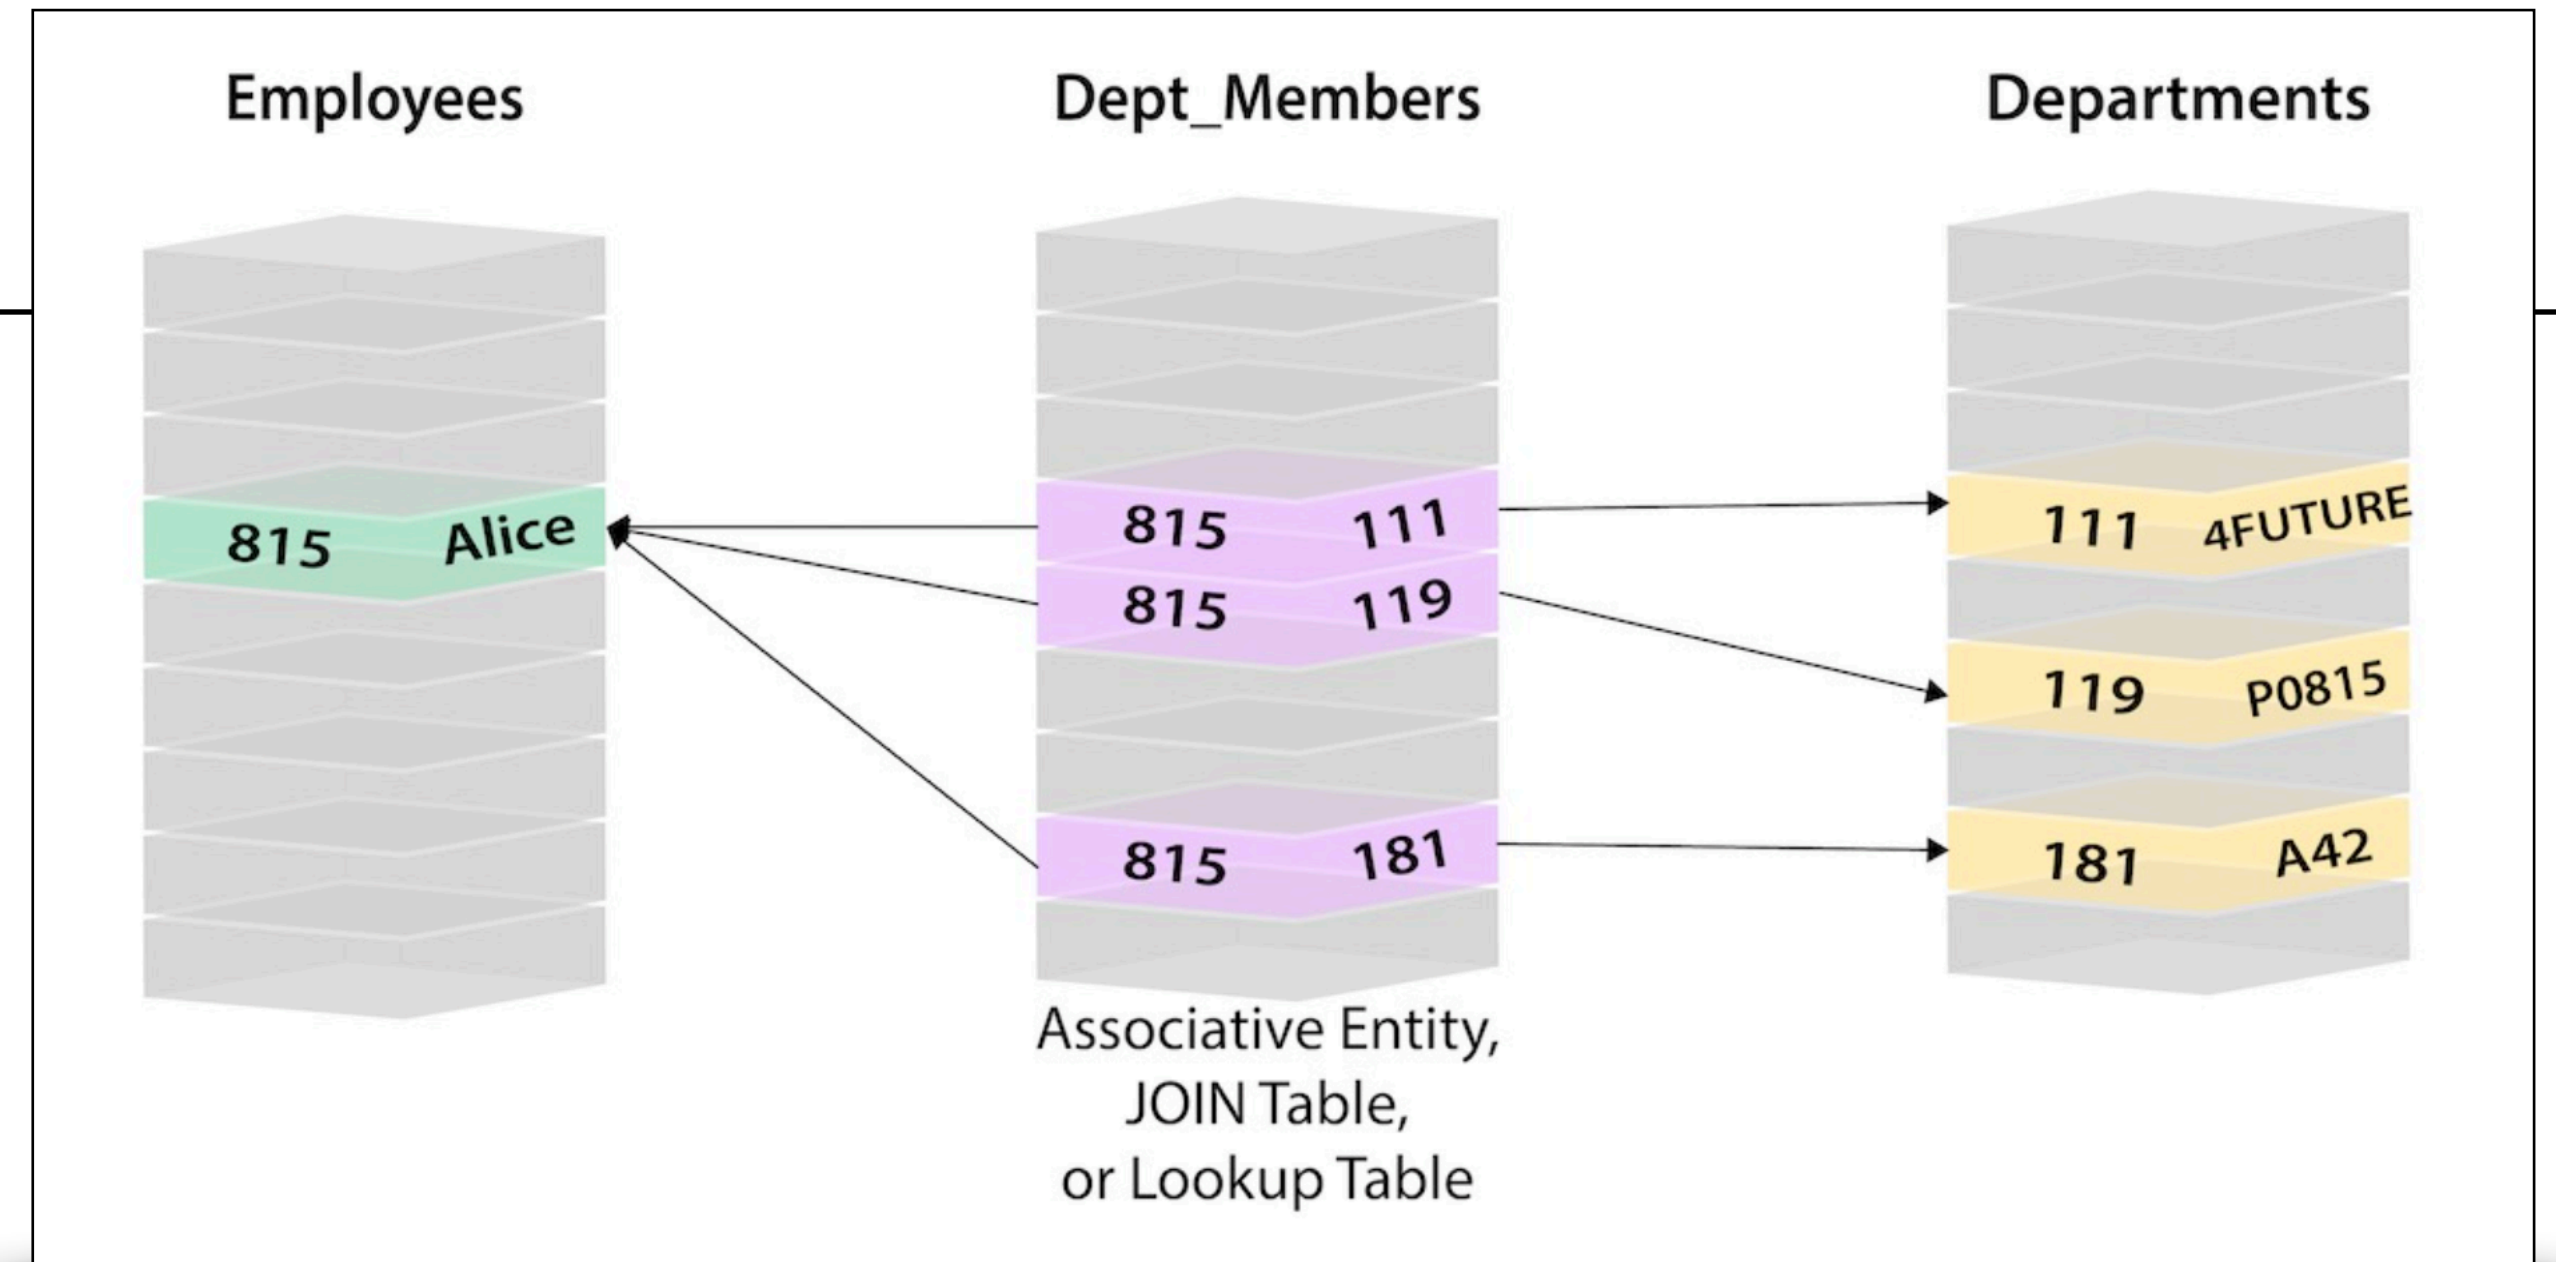 Employees
Dept_Members
Departments
815 Alice
815 111
815 119
815 181
111 4FUTURE
119 P0815
181 A42
Associative Entity,
JOIN Table,
or Lookup Table